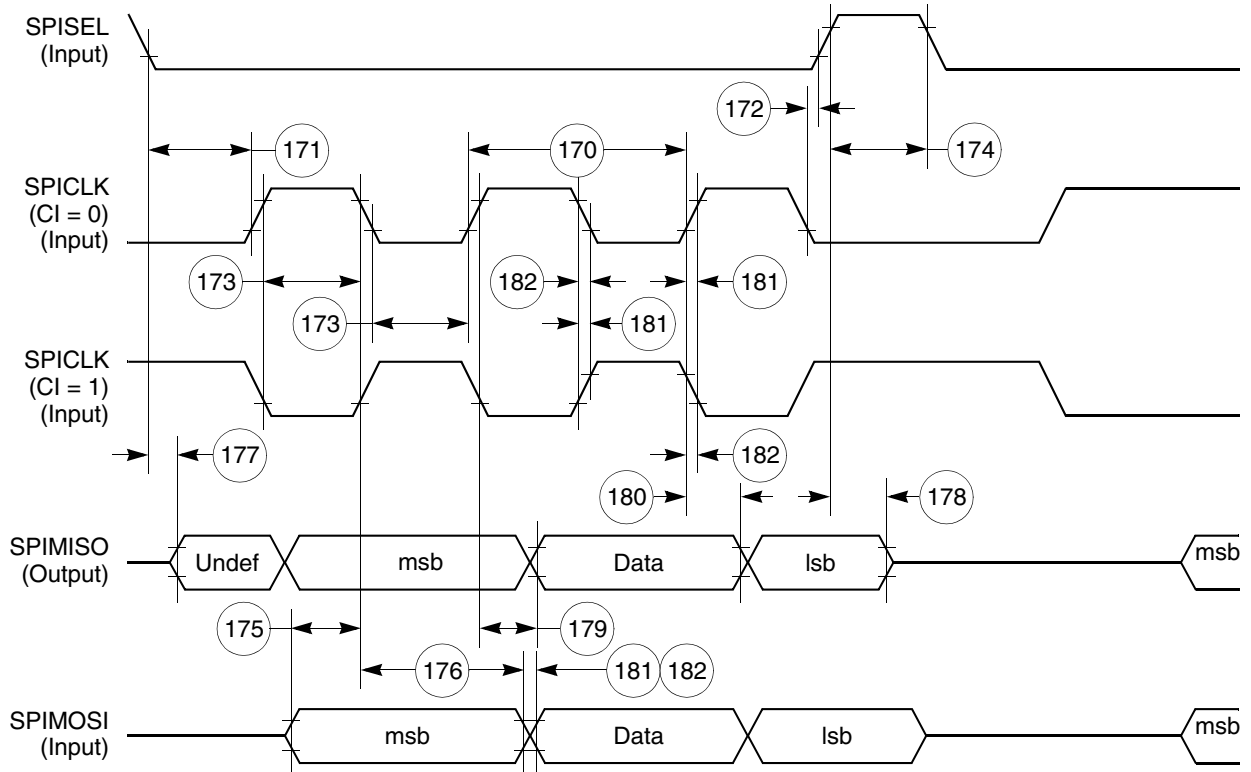 SPISEL
(Input)
172
171
170
174
SPICLK
(CI = 0)
(Input)
173
182
181
173
181
SPICLK
(CI = 1)
(Input)
177
182
180
178
SPIMISO
(Output)
Undef
msb
Data
lsb
msb
175
179
176
181
182
SPIMOSI
(Input)
msb
Data
lsb
msb